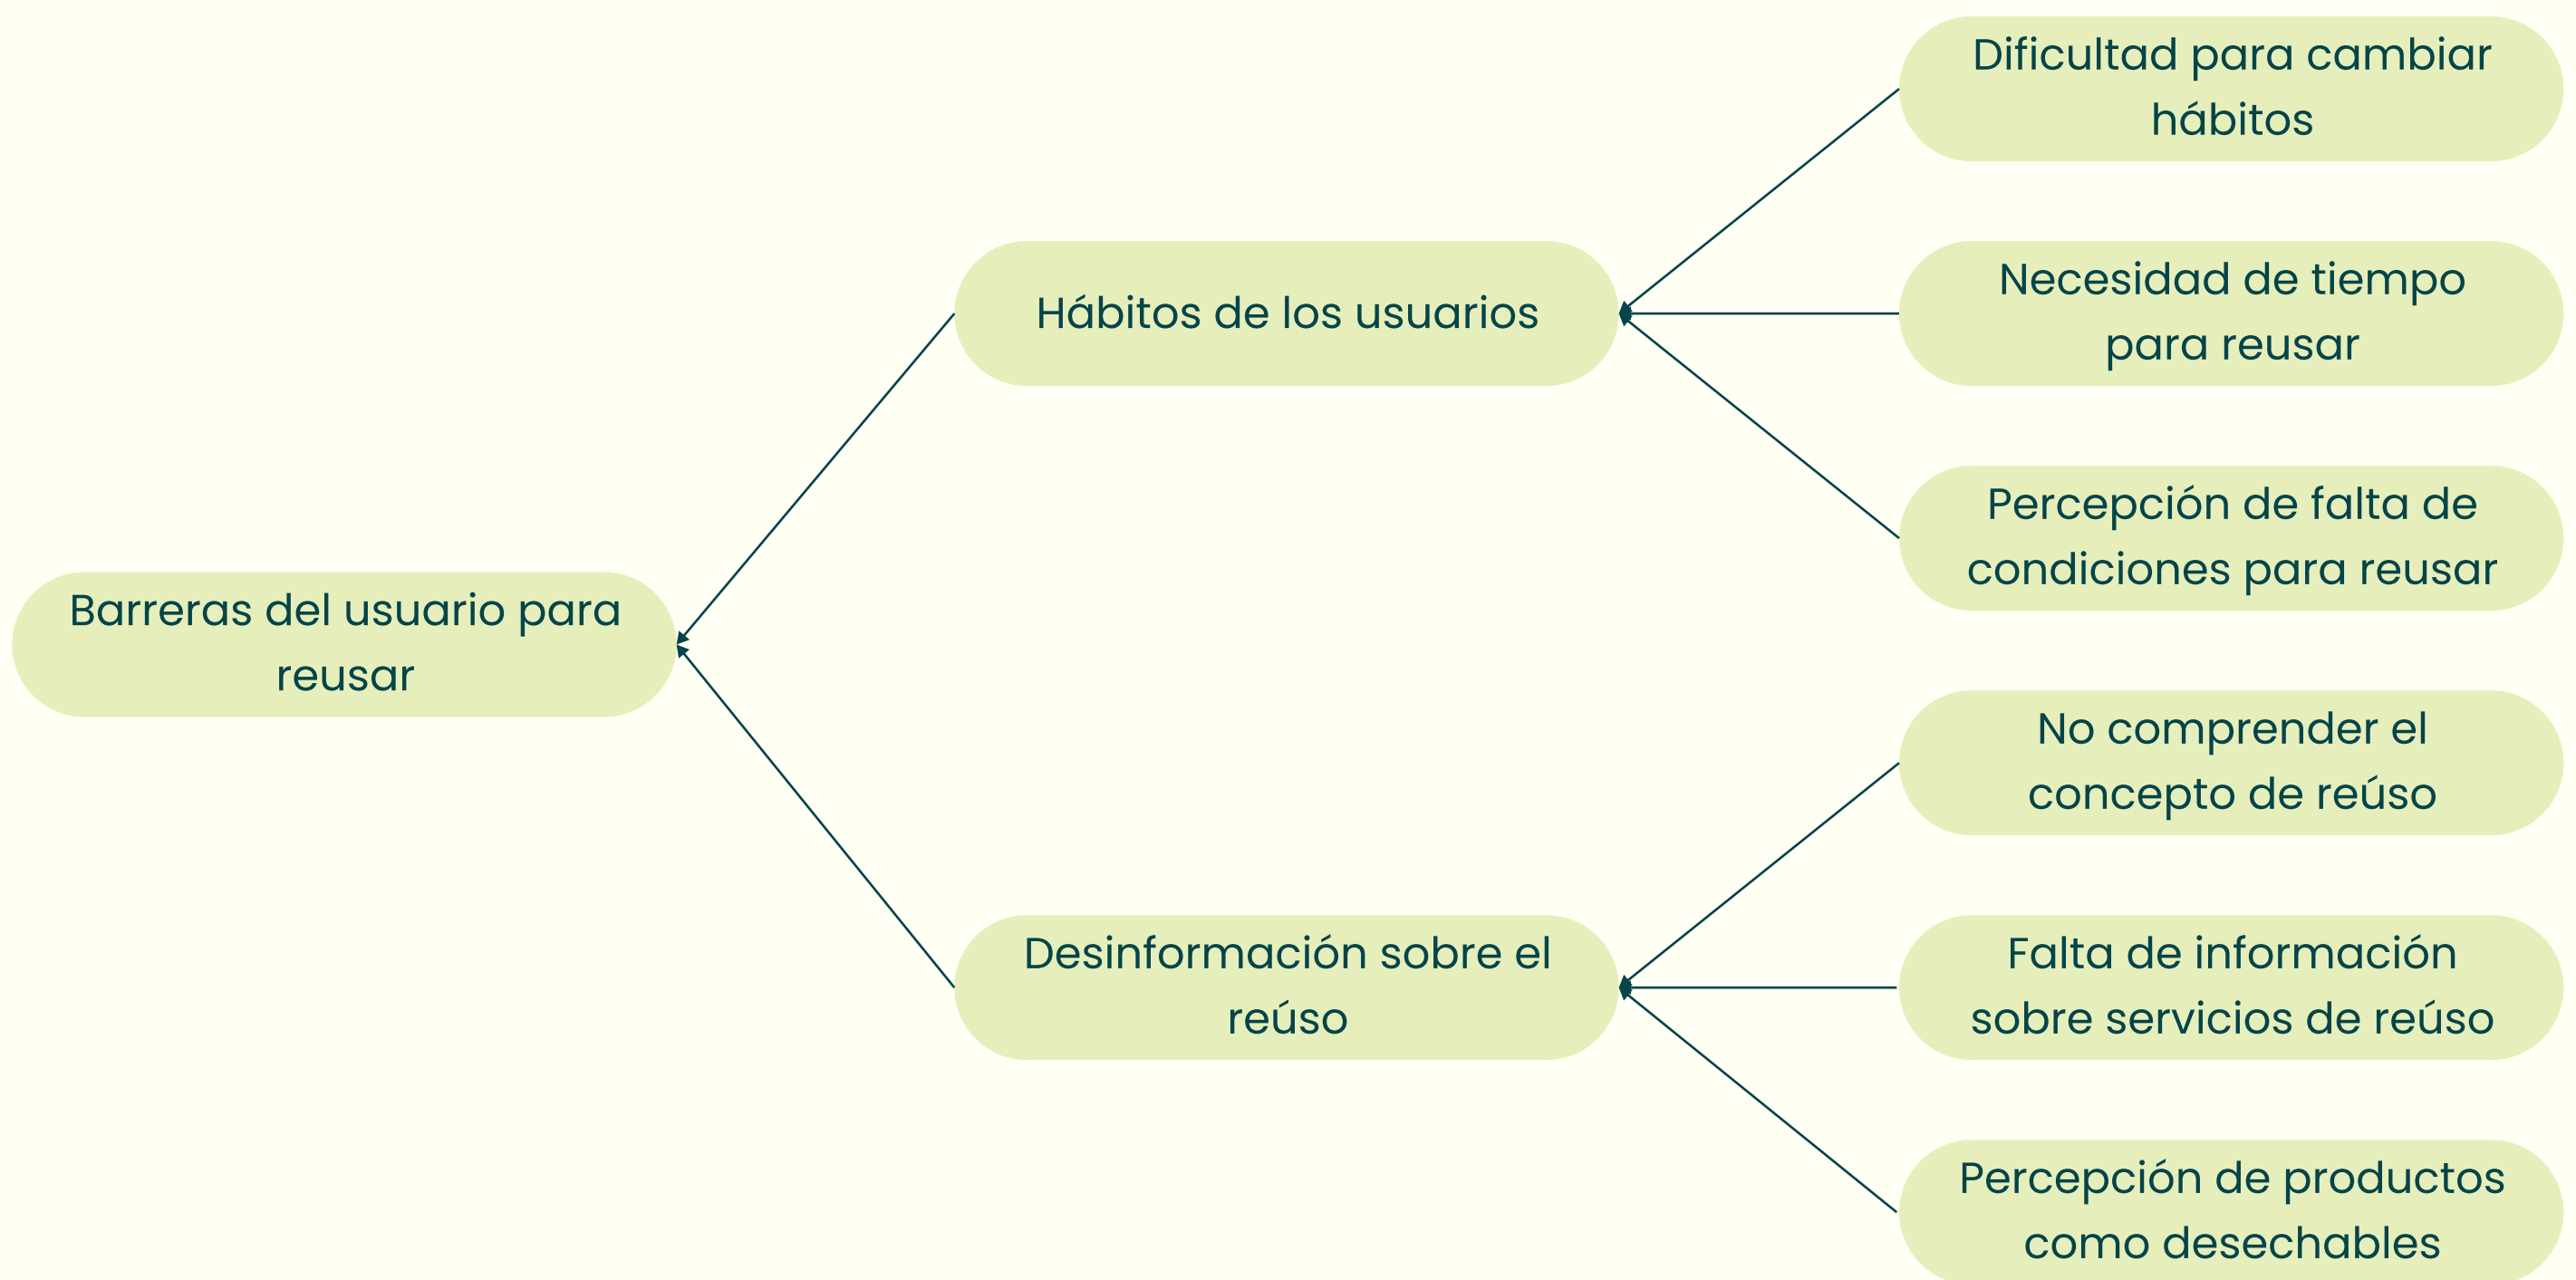 Dificultad para cambiar
hábitos
Necesidad de tiempo
para reusar
Hábitos de los usuarios
Percepción de falta de
condiciones para reusar
Barreras del usuario para
reusar
No comprender el
concepto de reúso
Desinformación sobre el
reúso
Falta de información
sobre servicios de reúso
Percepción de productos
como desechables